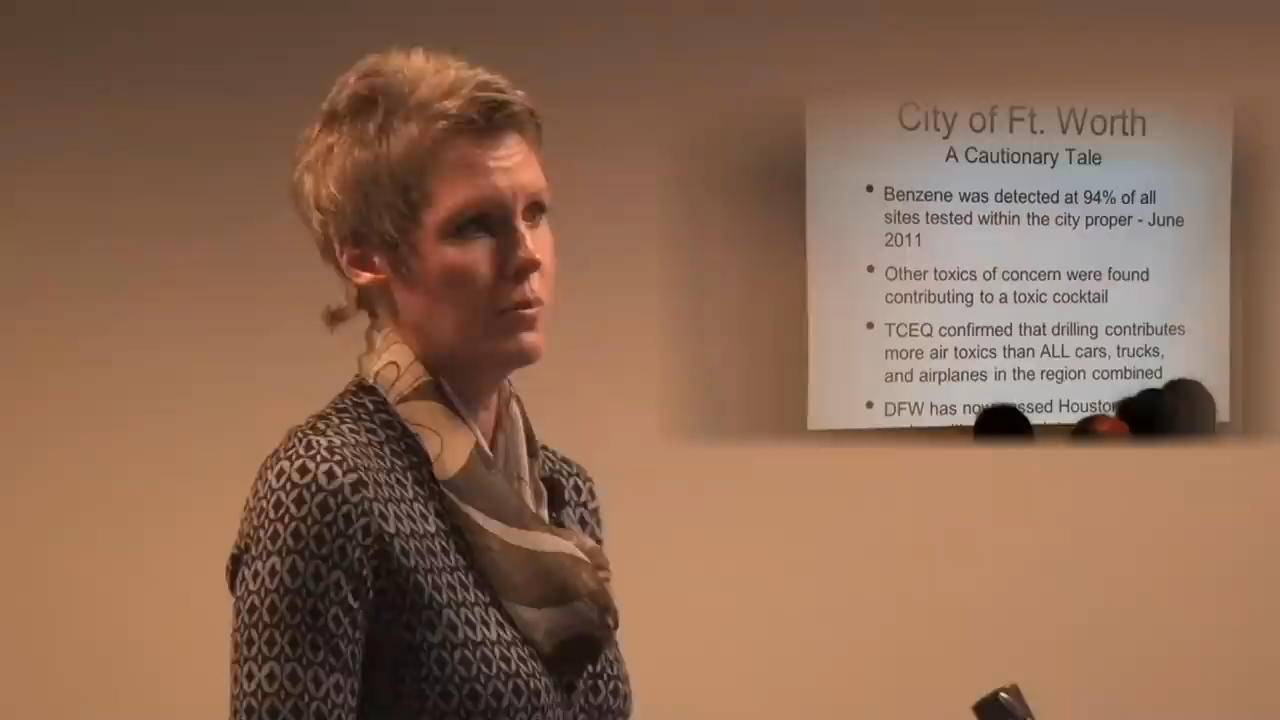 City of Ft. Worth
A Cautionary Tale
• Benzene was detected at 94% of all
sites tested within the city proper - June
2011
• Other toxics of concern were found
contributing to a toxic cocktail
• TCEQ confirmed that drilling contributes
more air toxics than ALL cars, trucks,
and airplanes in the region combined
• DFW has Houston